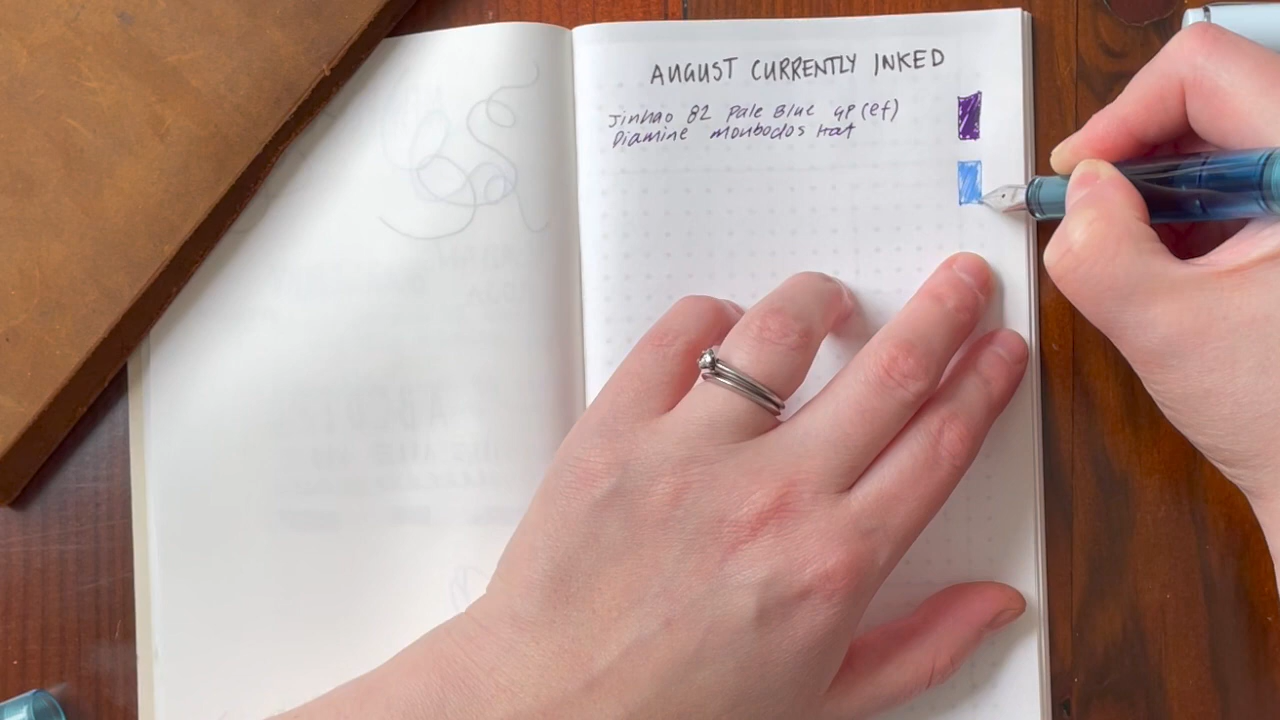 AUGUST CURRENTLY INKED
Jinhao 82 Pale Blue GP (ef)
Diamine monbodos Hat